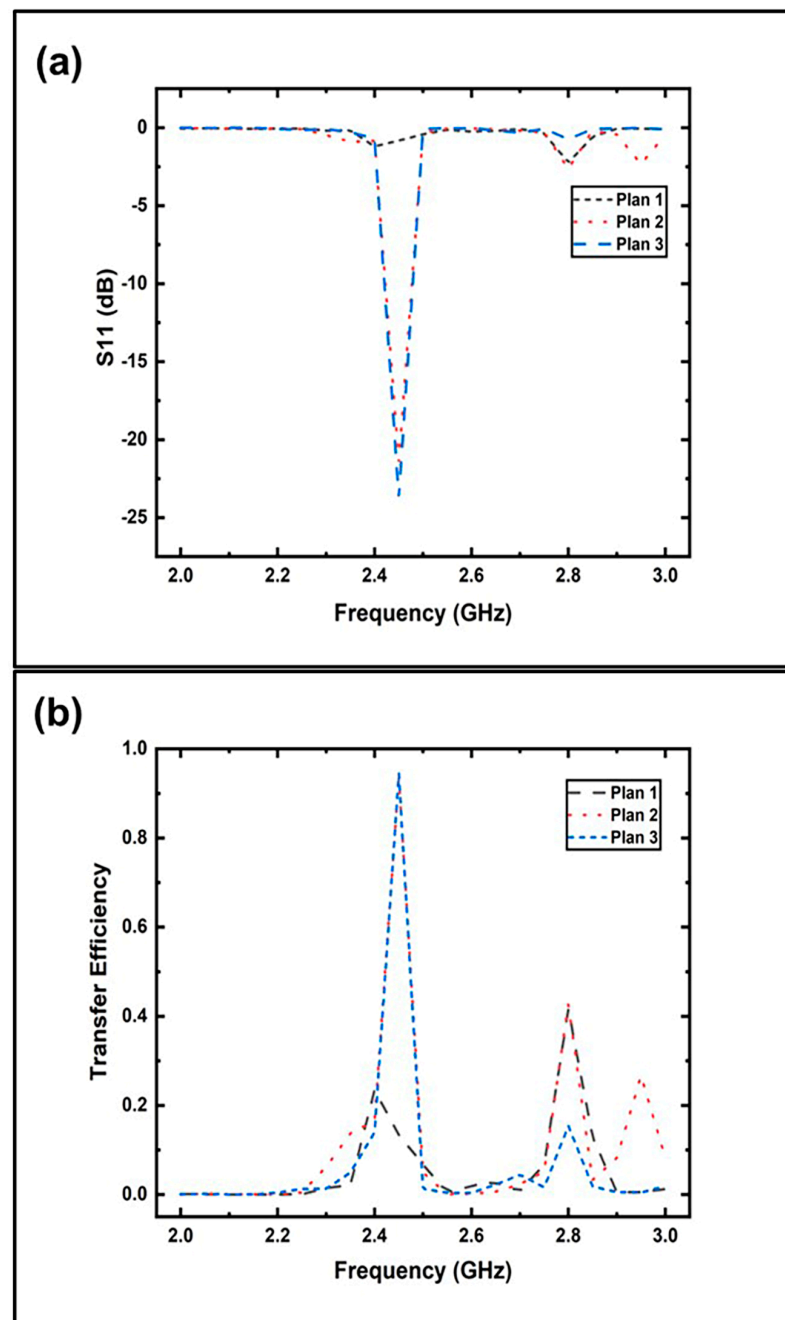 (a)
S11 (dB)
0
-5
-10
-15
-20
-25
2.0 2.2 2.4 2.6 2.8 3.0
Frequency (GHz)
Plan 1
Plan 2
Plan 3
(b)
Transfer Efficiency
1.0
0.8
0.6
0.4
0.2
0.0
2.0 2.2 2.4 2.6 2.8 3.0
Frequency (GHz)
Plan 1
Plan 2
Plan 3